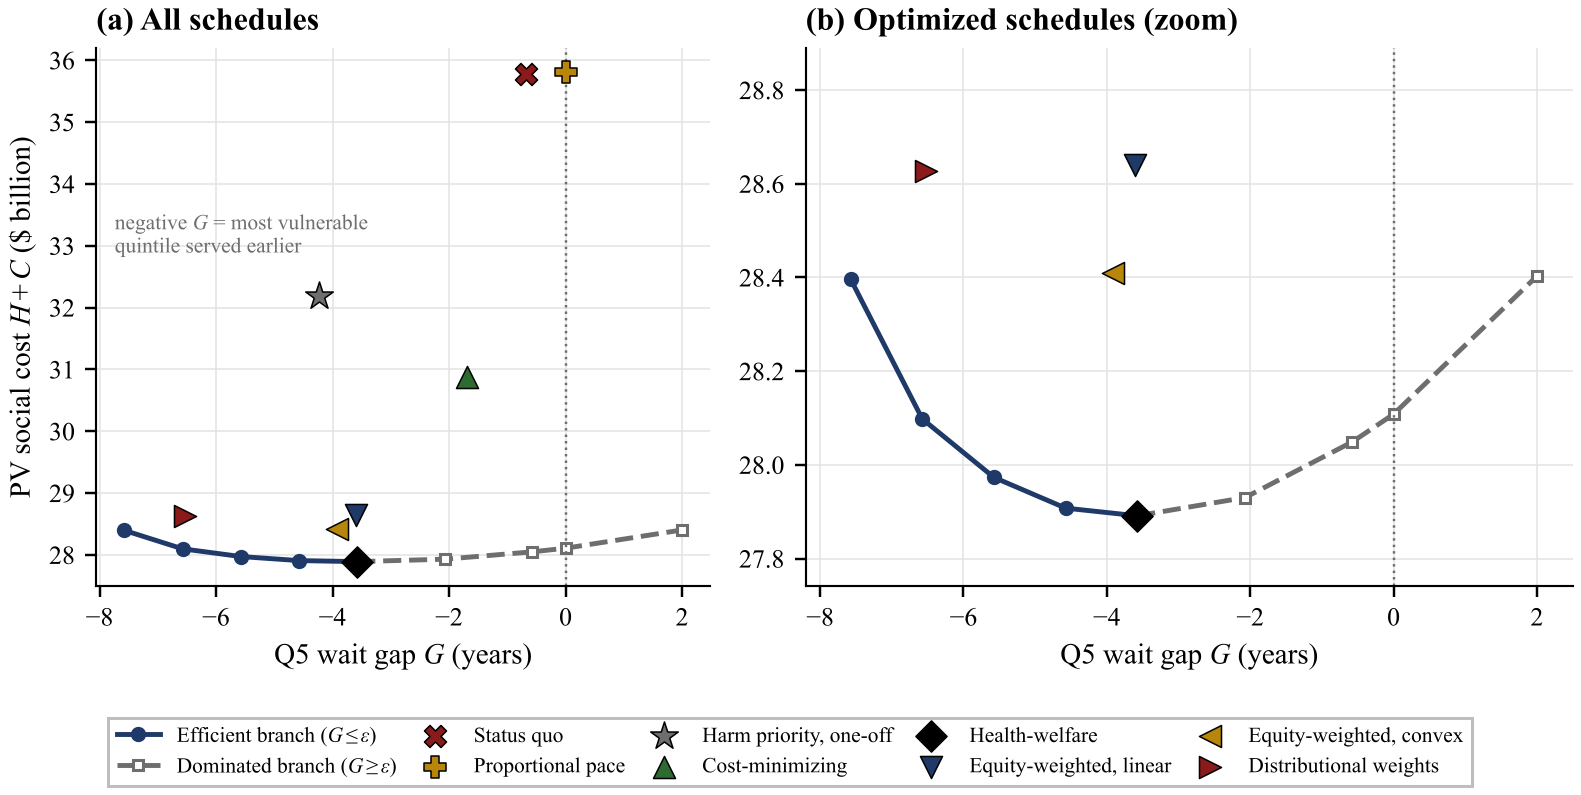 (a) All schedules
36
35
34
33
32
31
30
29
28
PV social cost H + C ($ billion)
negative G = most vulnerable
quintile served earlier
−8
−6
−4
−2
0
2
Q5 wait gap G (years)
(b) Optimized schedules (zoom)
28.8
28.6
28.4
28.2
28.0
27.8
−8
−6
−4
−2
0
2
Q5 wait gap G (years)
Efficient branch (G≤ε)
Dominated branch (G≥ε)
Status quo
Proportional pace
Harm priority, one-off
Cost-minimizing
Health-welfare
Equity-weighted, linear
Equity-weighted, convex
Distributional weights